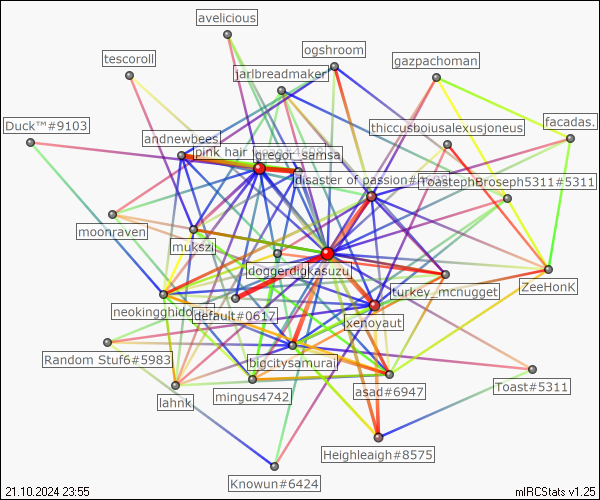 avelicious
ogshroom
tescoroll
gazpachoman
jarlbreadmaker
Duck™#9103
thiccusboiusalexusjoneus
facadas.
andnewbees
pink hair
gregor_samsa
disaster of passion#
ToastephBroseph5311#5311
moonraven
mukszi
doggerdigkasuzu
ZeeHonK
turkey_mcnugget
neokingghido
default#0617
xenoyaut
Random Stuf6#5983
bigcitysamurai
Toast#5311
lahnk
mingus4742
asad#6947
Heighleaigh#8575
Knowun#6424
21.10.2024 23:55
mIRCStats v1.25